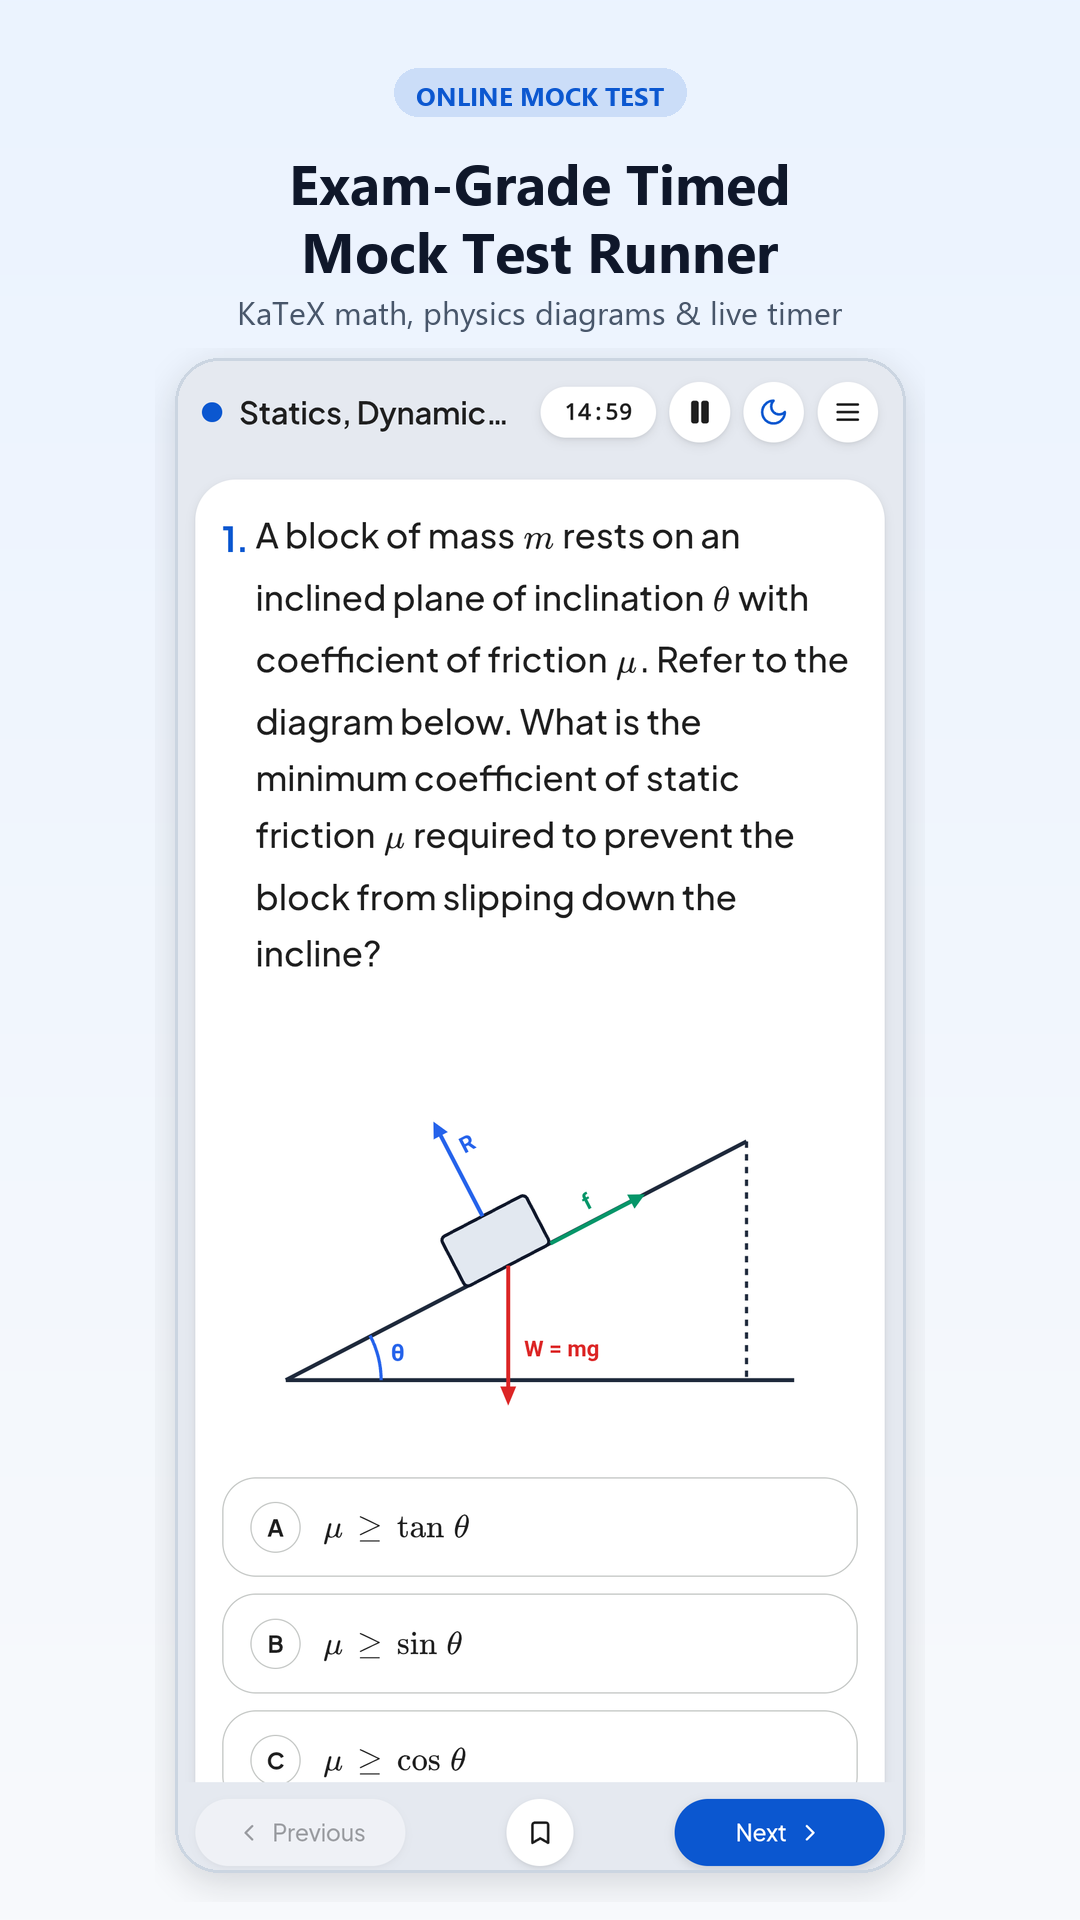 ONLINE MOCK TEST
Exam-Grade Timed
Mock Test Runner
KaTeX math, physics diagrams & live timer
Statics, Dynamic...
14:59
1. A block of mass m rests on an
inclined plane of inclination θ with
coefficient of friction μ. Refer to the
diagram below. What is the
minimum coefficient of static
friction μ required to prevent the
block from slipping down the
incline?
R
f
θ
W = mg
A μ ≥ tan θ
B μ ≥ sin θ
C μ ≥ cos θ
Previous
Next